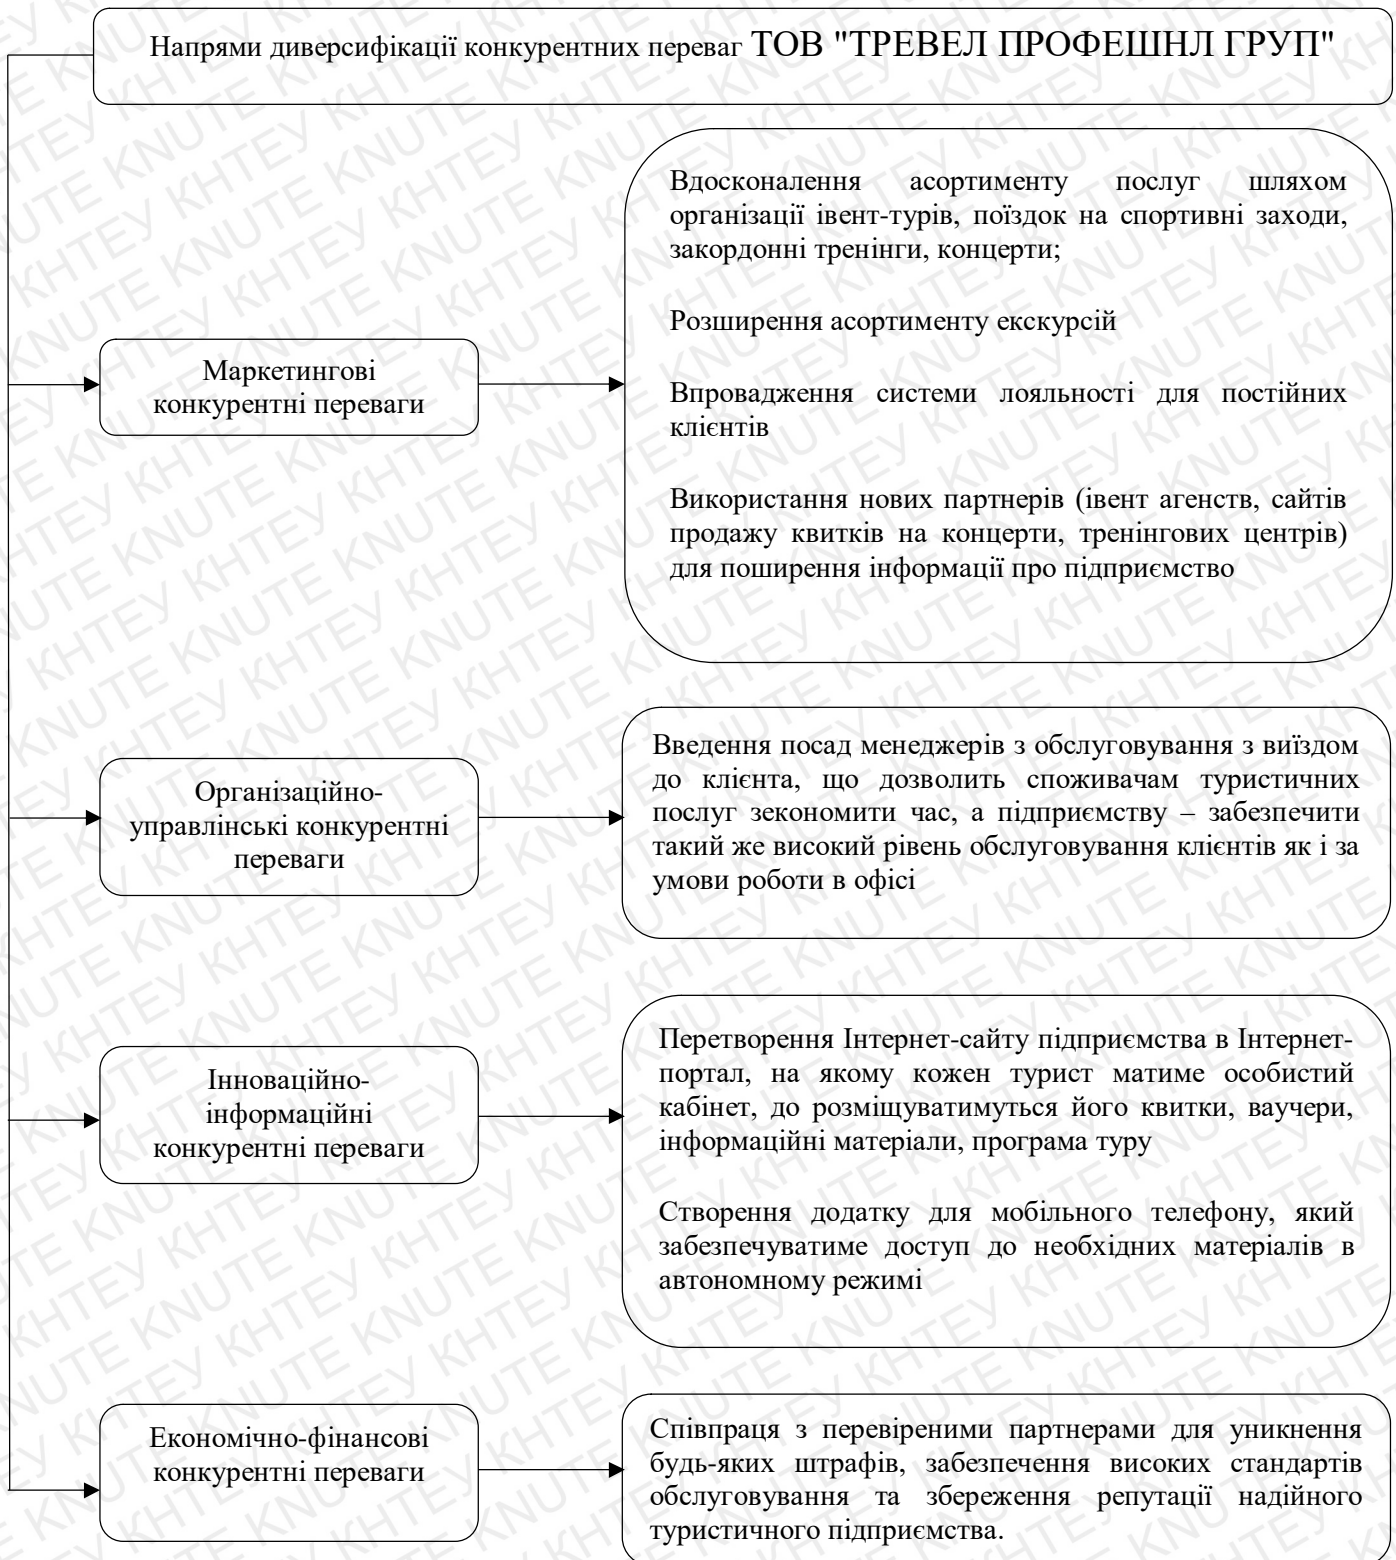 Напрями диверсифікації конкурентних переваг ТОВ "ТРЕВЕЛ ПРОФЕШНЛ ГРУП"
Маркетингові
конкурентні переваги
Вдосконалення асортименту послуг шляхом
організації івент-турів, поїздок на спортивні заходи,
закордонні тренінги, концерти;
Розширення асортименту екскурсій
Впровадження системи лояльності для постійних
клієнтів
Використання нових партнерів (івент агенств, сайтів
продажу квитків на концерти, тренінгових центрів)
для поширення інформації про підприємство
Організаційно-
управлінські конкурентні
переваги
Введення посад менеджерів з обслуговування з виїздом
до клієнта, що дозволить споживачам туристичних
послуг зекономити час, а підприємству – забезпечити
такий же високий рівень обслуговування клієнтів як і за
умови роботи в офісі
Інноваційно-
інформаційні
конкурентні переваги
Перетворення Інтернет-сайту підприємства в Інтернет-
портал, на якому кожен турист матиме особистий
кабінет, до розміщуватимуться його квитки, ваучери,
інформаційні матеріали, програма туру
Створення додатку для мобільного телефону, який
забезпечуватиме доступ до необхідних матеріалів в
автономному режимі
Економічно-фінансові
конкурентні переваги
Співпраця з перевіреними партнерами для уникнення
будь-яких штрафів, забезпечення високих стандартів
обслуговування та збереження репутації надійного
туристичного підприємства.